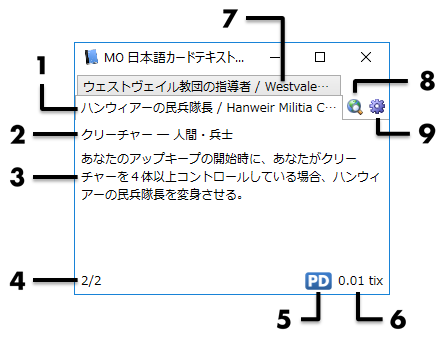 7
MO 日本語カードテキスト...
8
1
ウェストヴェイル教団の指導者 / Westvale…
ハンウィアーの民兵隊長 / Hanweir Militia C…
9
2
クリーチャー ― 人間・兵士
3
あなたのアップキープの開始時に、あなたがクリー
チャーを４体以上コントロールしている場合、ハンウィ
アーの民兵隊長を変身させる。
4
2/2
PD
0.01 tix
5
6